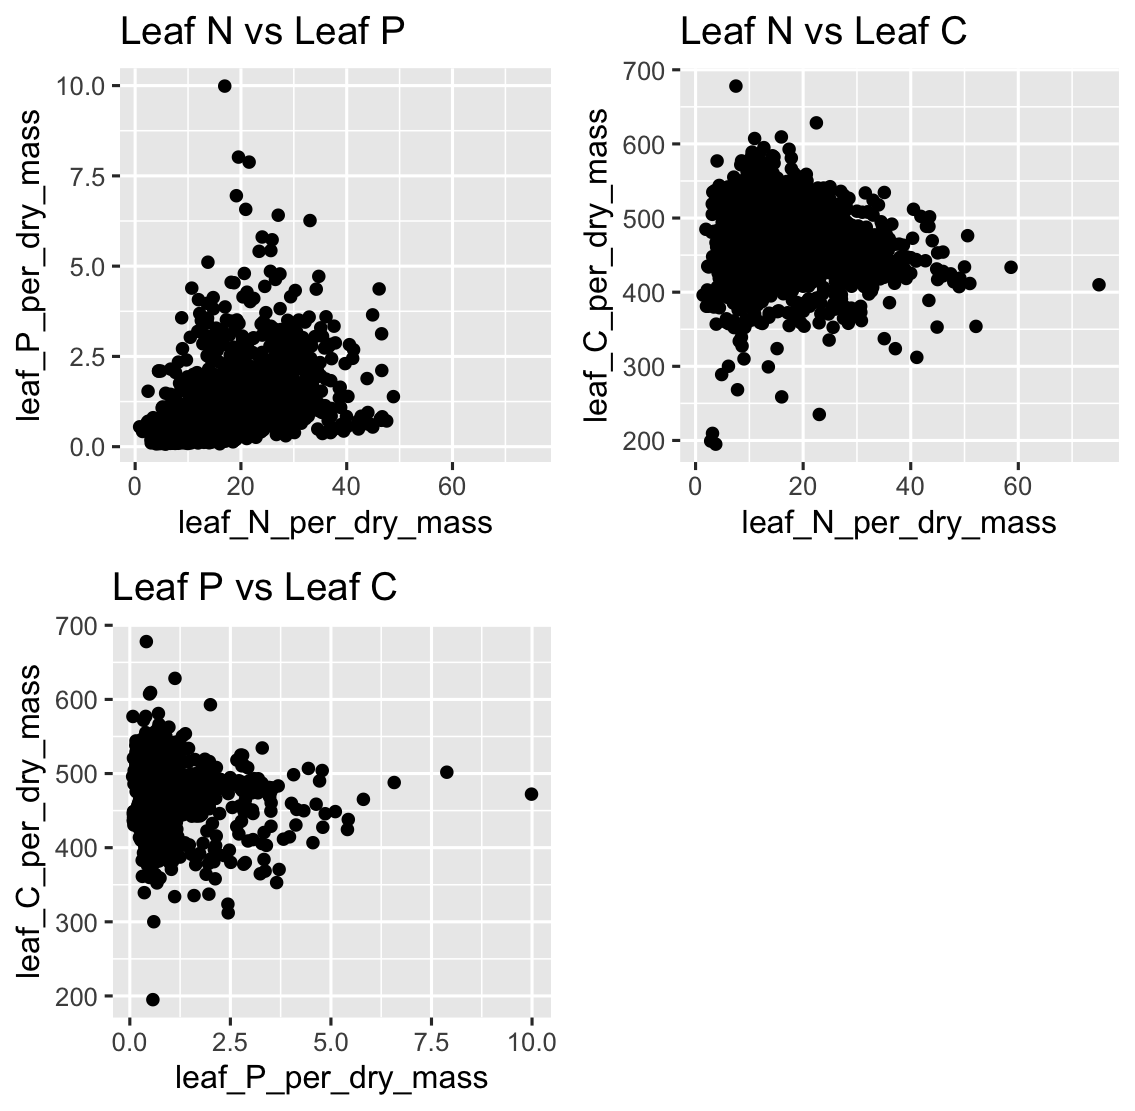 Leaf N vs Leaf P
leaf_P_per_dry_mass
10.0
7.5
5.0
2.5
0.0
0 20 40 60
leaf_N_per_dry_mass
Leaf N vs Leaf C
leaf_C_per_dry_mass
700
600
500
400
300
200
0 20 40 60
leaf_N_per_dry_mass
Leaf P vs Leaf C
leaf_C_per_dry_mass
700
600
500
400
300
200
0.0 2.5 5.0 7.5 10.0
leaf_P_per_dry_mass